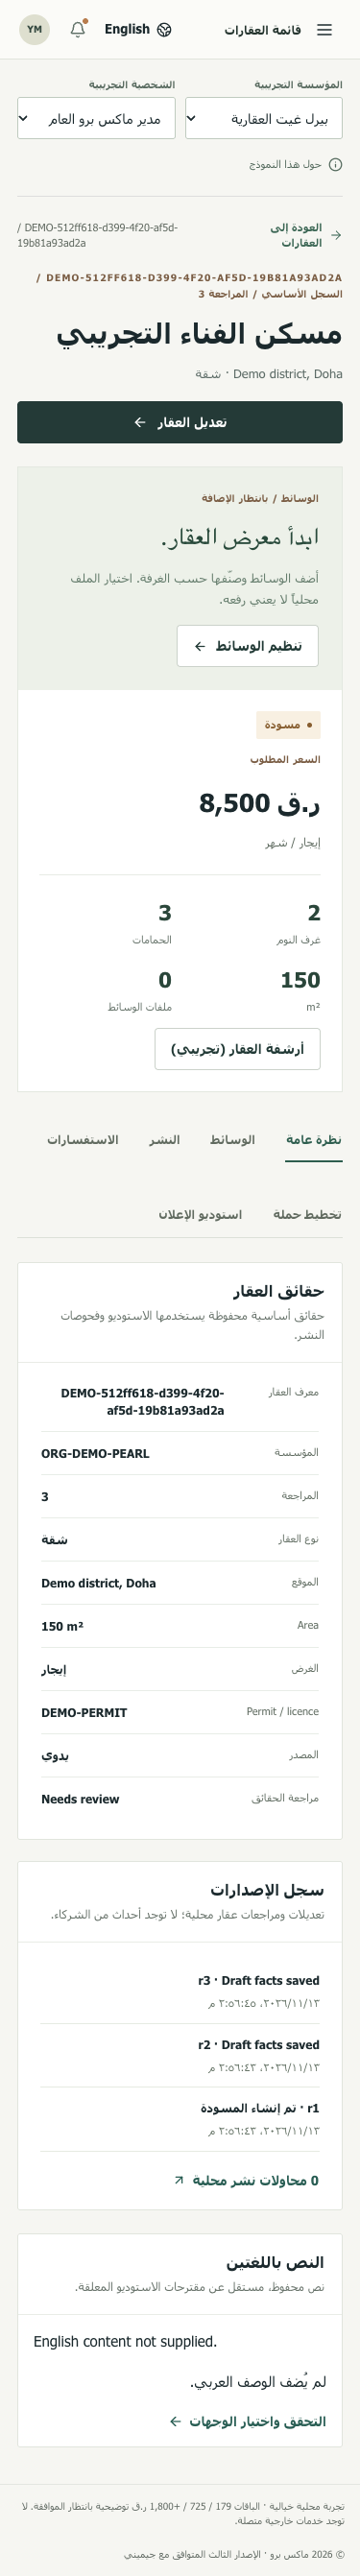 قائمة العقارات
English
YM
المؤسسة التجريبية
الشخصية التجريبية
بيرل غيت العقارية
مدير ماكس برو العام
حول هذا النموذج
العودة إلى
العقارات
/ DEMO-512ff618-d399-4f20-af5d-
19b81a93ad2a
DEMO-512FF618-D399-4F20-AF5D-19B81A93AD2A /
السجل الأساسي / المراجعة 3
مسكن الفناء التجريبي
Demo district, Doha · شقة
تعديل العقار
الوسائط / بانتظار الإضافة
ابدأ معرض العقار.
أضف الوسائط وصنّفها حسب الغرفة. اختيار الملف
محلياً لا يعني رفعه.
تنظيم الوسائط
مسودة
السعر المطلوب
ر.ق 8,500
إيجار / شهر
2
غرف النوم
3
الحمامات
150
m²
0
ملفات الوسائط
أرشفة العقار (تجريبي)
نظرة عامة
الوسائط
النشر
الاستفسارات
تخطيط حملة
استوديو الإعلان
حقائق العقار
حقائق أساسية محفوظة يستخدمها الاستوديو وفحوصات
النشر.
معرف العقار
DEMO-512ff618-d399-4f20-
af5d-19b81a93ad2a
المؤسسة
ORG-DEMO-PEARL
المراجعة
3
نوع العقار
شقة
الموقع
Demo district, Doha
Area
150 m²
الغرض
إيجار
Permit / licence
DEMO-PERMIT
المصدر
يدوي
مراجعة الحقائق
Needs review
سجل الإصدارات
تعديلات ومراجعات عقار محلية؛ لا توجد أحداث من الشركاء.
r3 · Draft facts saved
٢٠٢٦/١١/١٣، ٢:٥٦:٤٥ م
r2 · Draft facts saved
٢٠٢٦/١١/١٣، ٢:٥٦:٤٣ م
r1 · تم إنشاء المسودة
٢٠٢٦/١١/١٣، ٢:٥٦:٤٣ م
0 محاولات نشر محلية
النص باللغتين
نص محفوظ، مستقل عن مقترحات الاستوديو المعلقة.
English content not supplied.
لم يُضف الوصف العربي.
التحقق واختيار الوجهات
تجربة محلية خيالية · الباقات 179 / 725 / +1,800 ر.ق توضيحية بانتظار الموافقة. لا
توجد خدمات خارجية متصلة.
© 2026 ماكس برو · الإصدار الثالث المتوافق مع جيميني